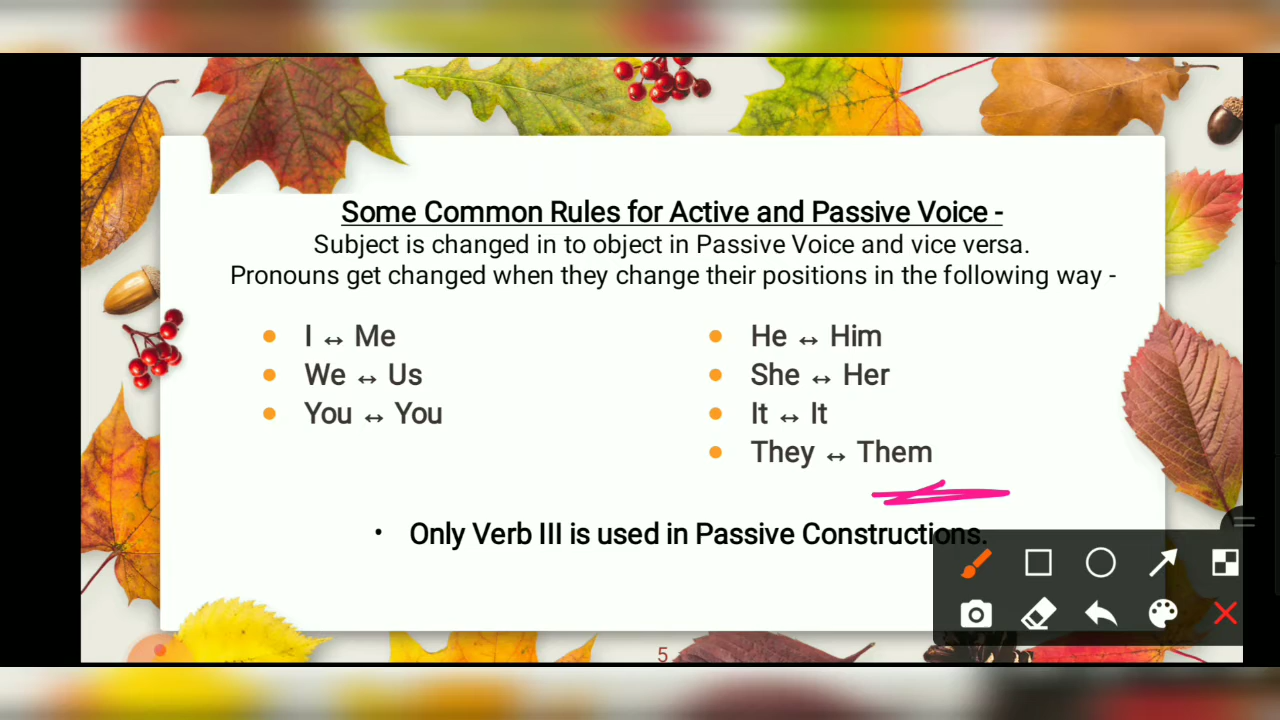 Some Common Rules for Active and Passive Voice -
Subject is changed in to object in Passive Voice and vice versa.
Pronouns get changed when they change their positions in the following way -
• I ↔ Me
• We ↔ Us
• You ↔ You
• He ↔ Him
• She ↔ Her
• It ↔ It
• They ↔ Them
• Only Verb III is used in Passive Constructions.
5